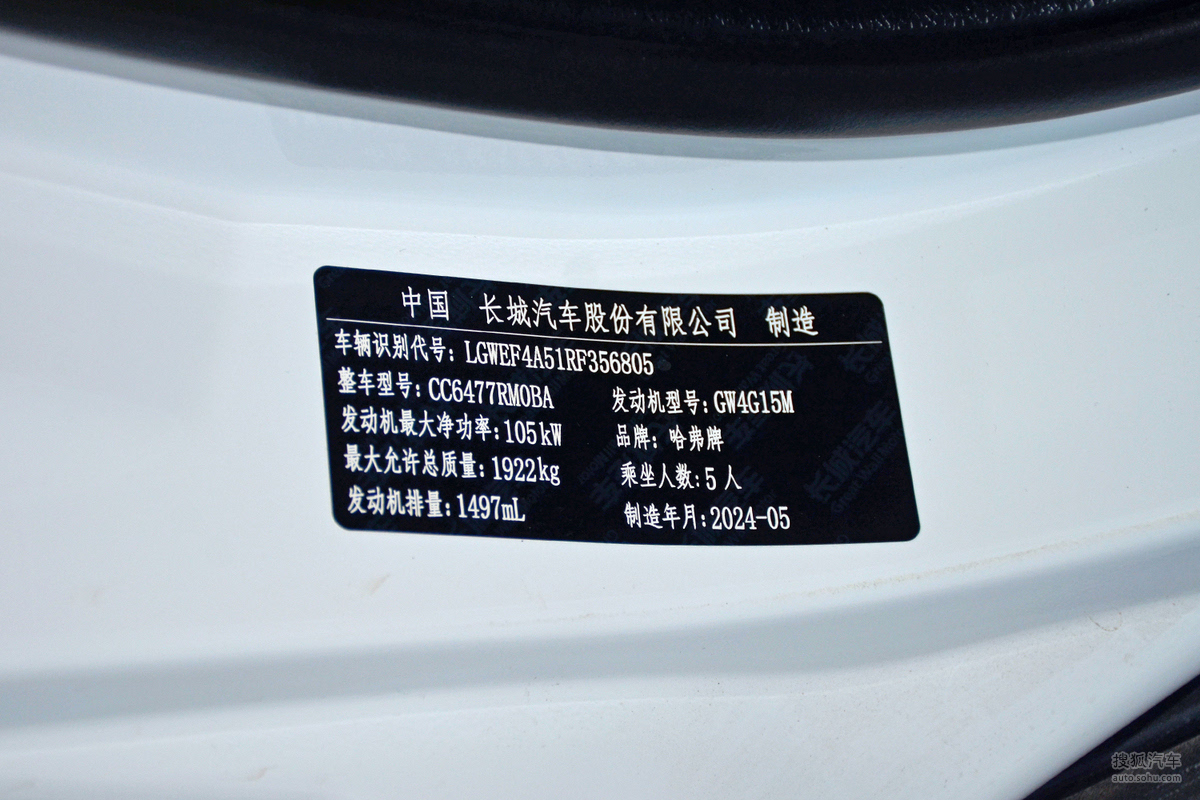 中国 长城汽车股份有限公司 制造
车辆识别代号: LGWEF4A51RF356805
整车型号: CC6477RM0BA 发动机型号: GW4G15M
发动机最大净功率: 105kW 品牌: 哈弗牌
最大允许总质量: 1922kg 乘坐人数: 5人
发动机排量: 1497mL 制造年月: 2024-05
长城汽车
搜狐汽车
auto.sohu.com